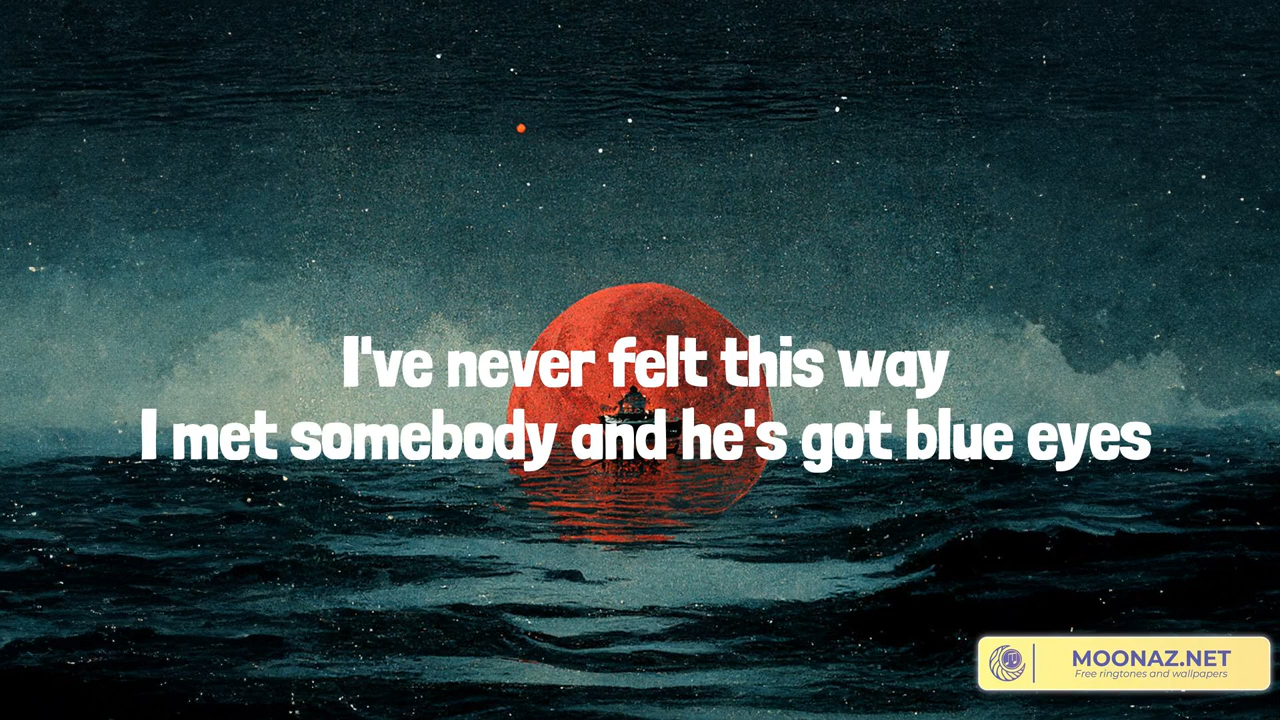 I've never felt this way
I met somebody and he's got blue eyes
MOONAZ.NET
Free ringtones and wallpapers